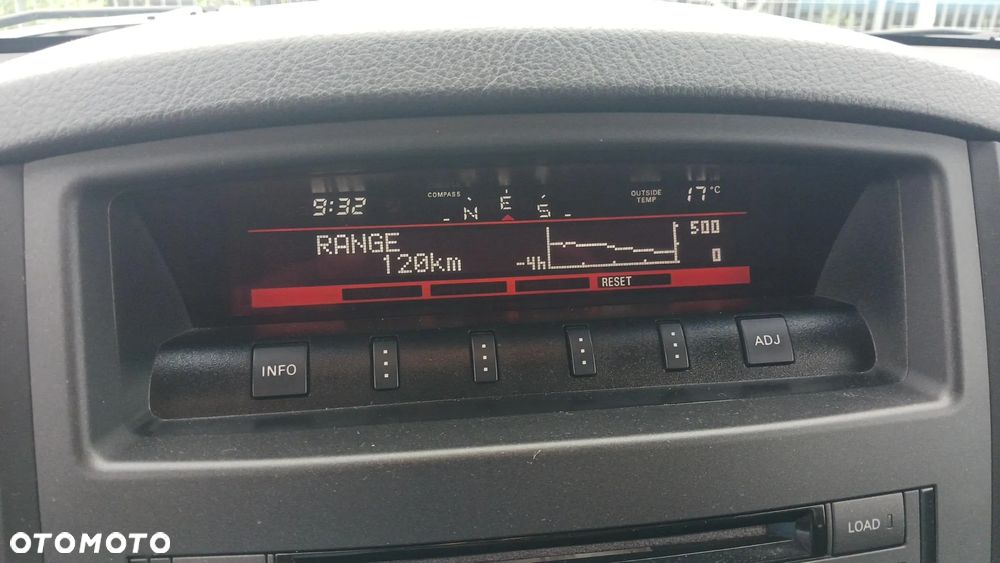 9:32 COMPASS N E S OUTSIDE TEMP 17°C
RANGE 500
120km -4h 0
RESET
INFO ADJ
LOAD
OTOMOTO